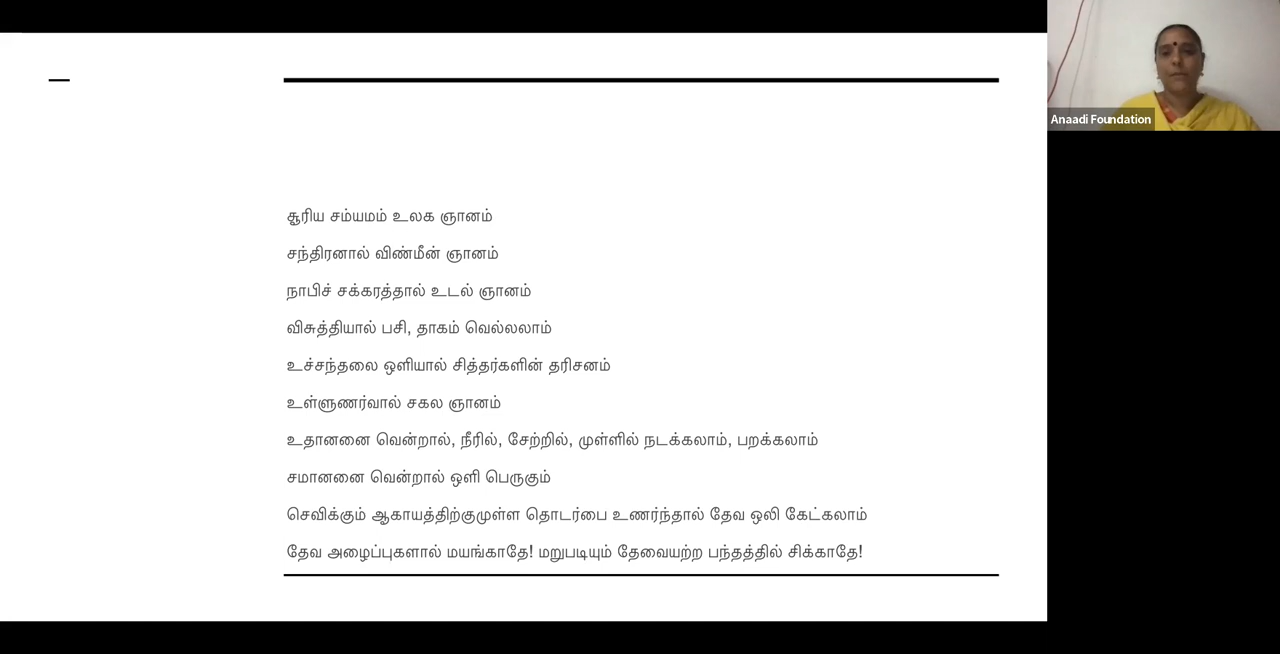 சூரிய சம்யமம் உலக ஞானம்
சந்திரனால் விண்மீன் ஞானம்
நாபிச் சக்கரத்தால் உடல் ஞானம்
விசுத்தியால் பசி, தாகம் வெல்லலாம்
உச்சந்தலை ஒளியால் சித்தர்களின் தரிசனம்
உள்ளுணர்வால் சகல ஞானம்
உதானனை வென்றால், நீரில், சேற்றில், முள்ளில் நடக்கலாம், பறக்கலாம்
சமானனை வென்றால் ஒளி பெருகும்
செவிக்கும் ஆகாயத்திற்குமுள்ள தொடர்பை உணர்ந்தால் தேவ ஒலி கேட்கலாம்
தேவ அழைப்புகளால் மயங்காதே! மறுபடியும் தேவையற்ற பந்தத்தில் சிக்காதே!
Anaadi Foundation